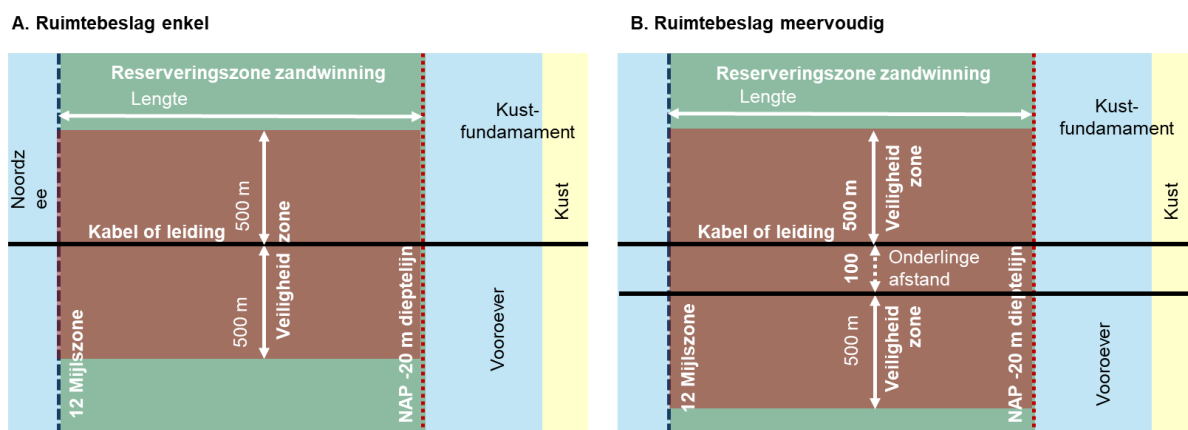 A. Ruimtebeslag enkel
Reserveringszone zandwinning
Lengte
Kust-
fundamament
Noordz
ee
500 m
Kabel of leiding
Veiligheid zone
500 m
12 Mijlszone
NAP -20 m dieptelijn
Vooroever
Kust
B. Ruimtebeslag meervoudig
Reserveringszone zandwinning
Lengte
Kust-
fundamament
500 m
Veiligheid
zone
Kabel of leiding
100
Onderlinge
afstand
500 m
Veiligheid
zone
12 Mijlszone
NAP -20 m dieptelijn
Vooroever
Kust